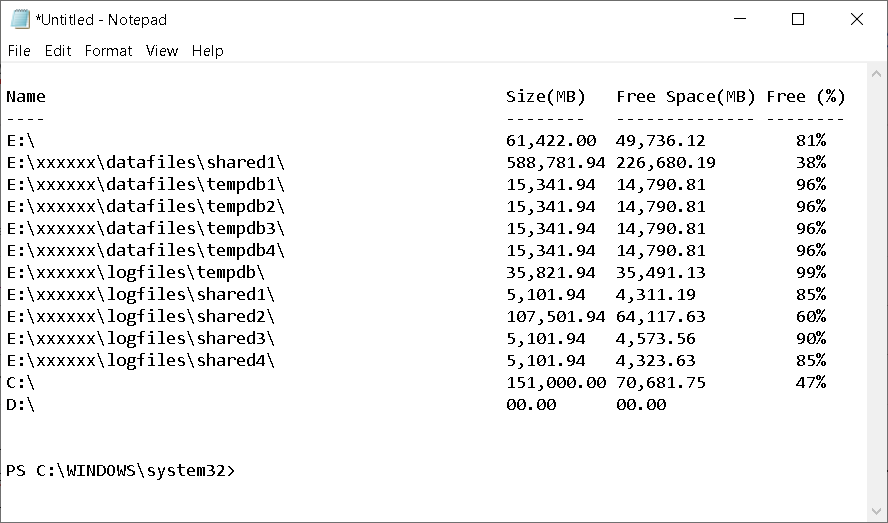 *Untitled - Notepad
File Edit Format View Help
Name Size(MB) Free Space(MB) Free (%)
---- -------- -------------- --------
E:\ 61,422.00 49,736.12 81%
E:\xxxxxx\datafiles\shared1\ 588,781.94 226,680.19 38%
E:\xxxxxx\datafiles\tempdb1\ 15,341.94 14,790.81 96%
E:\xxxxxx\datafiles\tempdb2\ 15,341.94 14,790.81 96%
E:\xxxxxx\datafiles\tempdb3\ 15,341.94 14,790.81 96%
E:\xxxxxx\datafiles\tempdb4\ 15,341.94 14,790.81 96%
E:\xxxxxx\logfiles\tempdb\ 35,821.94 35,491.13 99%
E:\xxxxxx\logfiles\shared1\ 5,101.94 4,311.19 85%
E:\xxxxxx\logfiles\shared2\ 107,501.94 64,117.63 60%
E:\xxxxxx\logfiles\shared3\ 5,101.94 4,573.56 90%
E:\xxxxxx\logfiles\shared4\ 5,101.94 4,323.63 85%
C:\ 151,000.00 70,681.75 47%
D:\ 00.00 00.00
PS C:\WINDOWS\system32>